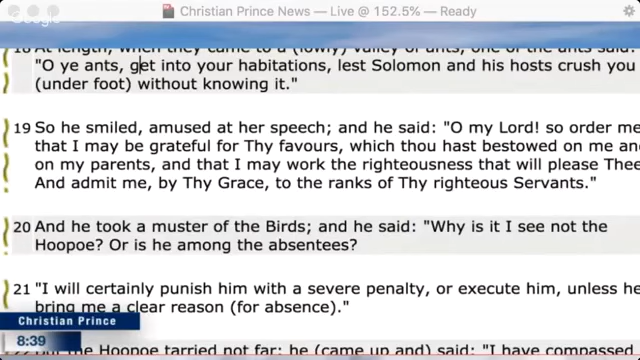 Google
Christian Prince News — Live @ 152.5% — Ready
18 At length, when they came to a (lowly) valley of ants, one of the ants said:
"O ye ants, get into your habitations, lest Solomon and his hosts crush you
(under foot) without knowing it."
19 So he smiled, amused at her speech; and he said: "O my Lord! so order me
that I may be grateful for Thy favours, which thou hast bestowed on me and
on my parents, and that I may work the righteousness that will please Thee
And admit me, by Thy Grace, to the ranks of Thy righteous Servants."
20 And he took a muster of the Birds; and he said: "Why is it I see not the
Hoopoe? Or is he among the absentees?
21 "I will certainly punish him with a severe penalty, or execute him, unless he
bring me a clear reason (for absence)."
Christian Prince
8:39
22 But the Hoopoe tarried not far: he (came up and) said: "I have compassed